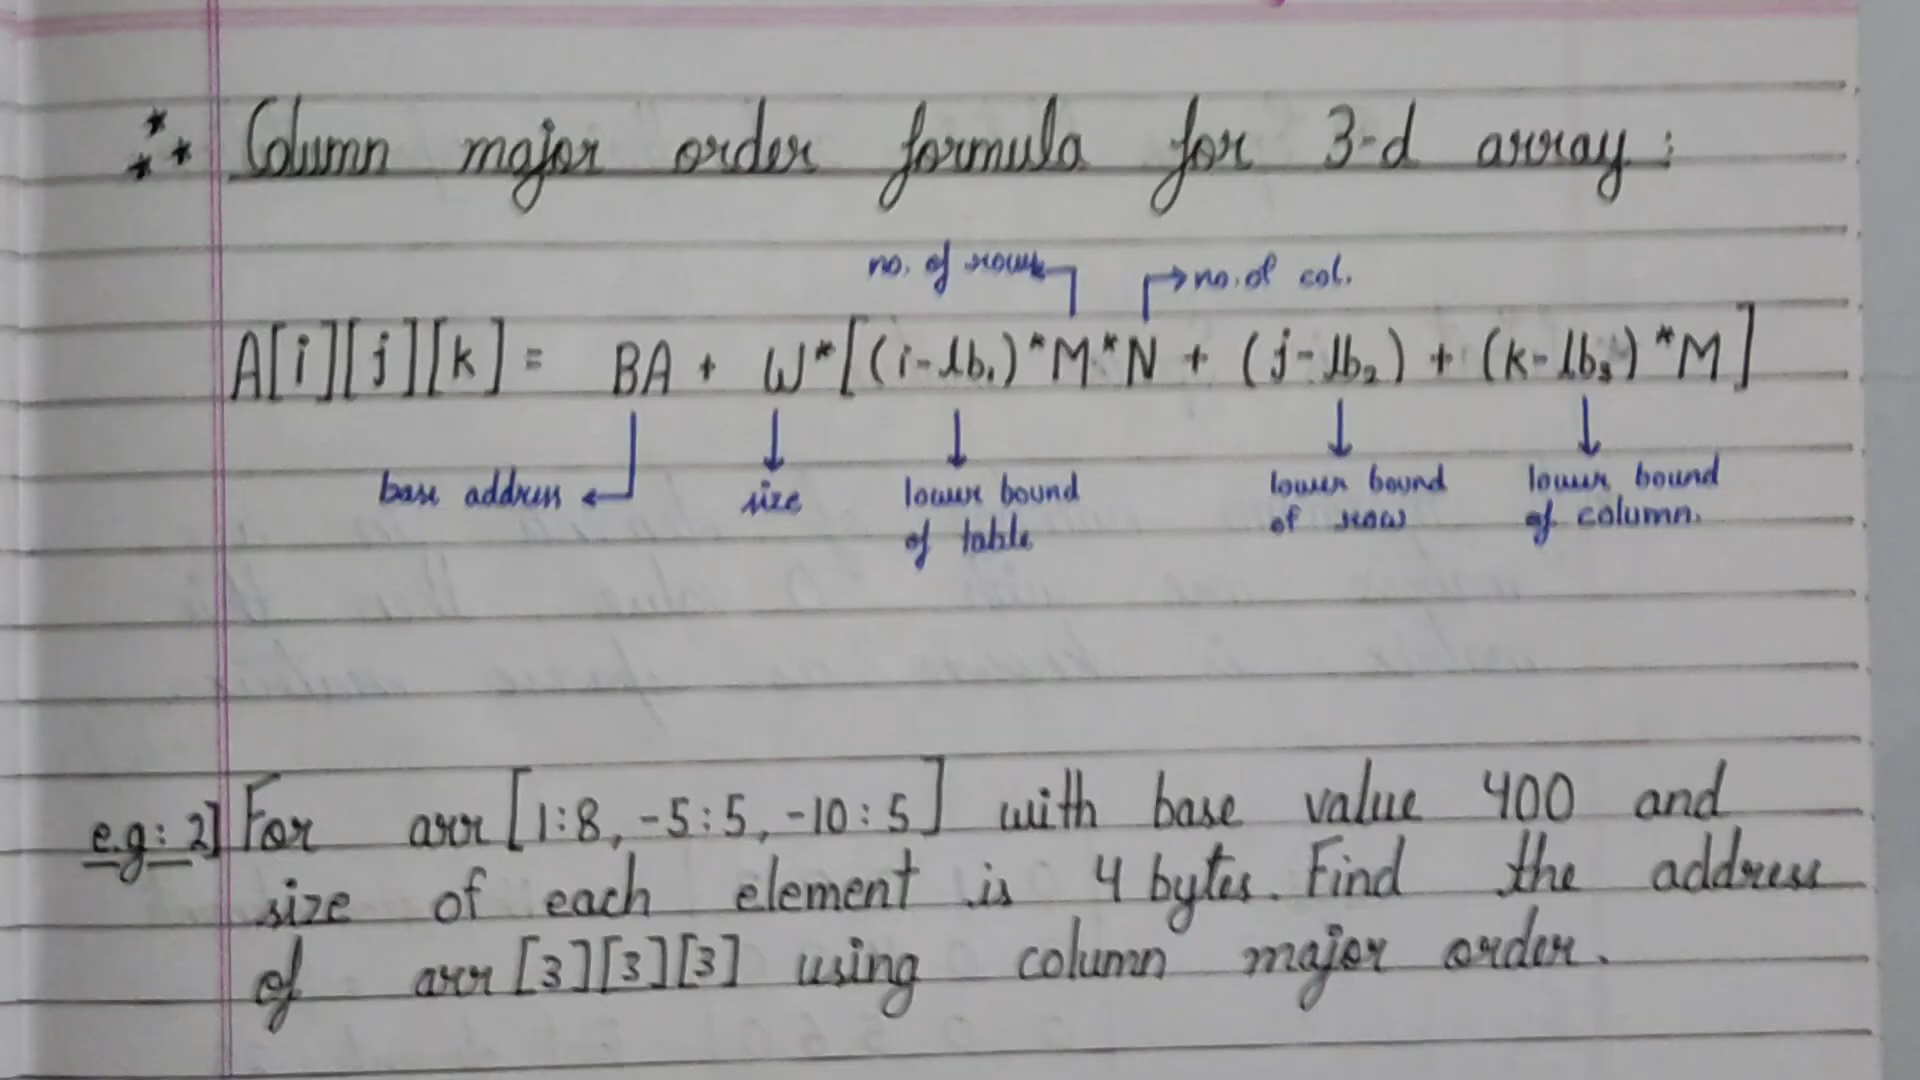 Column major order formula for 3-d array:
no. of rows no. of col.
A[i][j][k] = BA + W*[(i-lb₁)*M*N + (j-lb₂) + (k-lb₃)*M]
base address size lower bound of table lower bound of row lower bound of column.
e.g: 2] For arr [1:8, -5:5, -10:5] with base value 400 and
size of each element is 4 bytes. Find the address
of arr [3][3][3] using column major order.